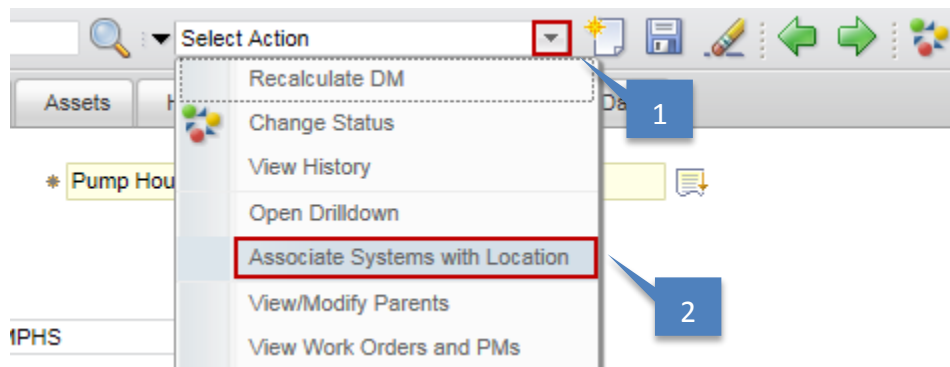 Select Action
Recalculate DM
1
Assets
Change Status
View History
Pump Hou
Open Drilldown
Associate Systems with Location
View/Modify Parents
2
View Work Orders and PMs